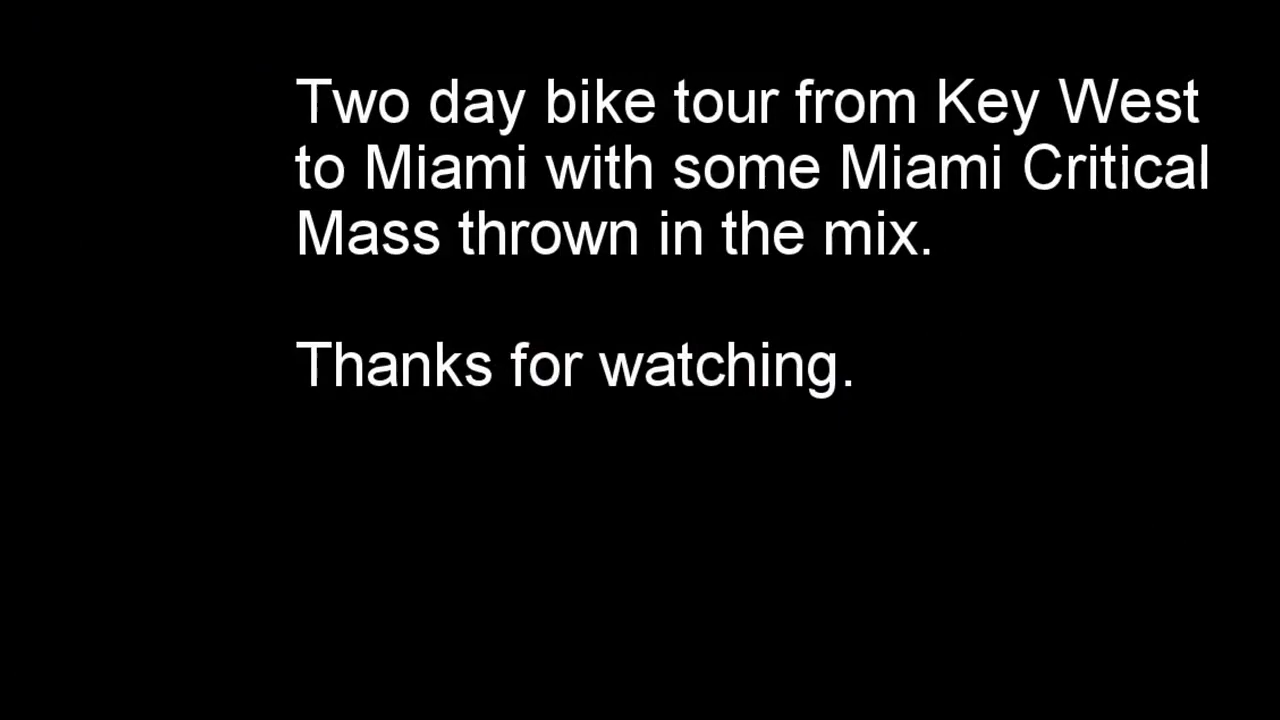 Two day bike tour from Key West
to Miami with some Miami Critical
Mass thrown in the mix.
Thanks for watching.